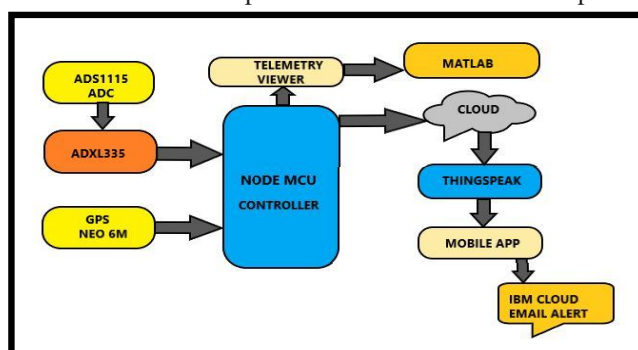 TELEMETRY
VIEWER
MATLAB
ADS1115
ADC
CLOUD
ADXL335
NODE MCU
CONTROLLER
THINGSPEAK
GPS
NEO 6M
MOBILE APP
IBM CLOUD
EMAIL ALERT